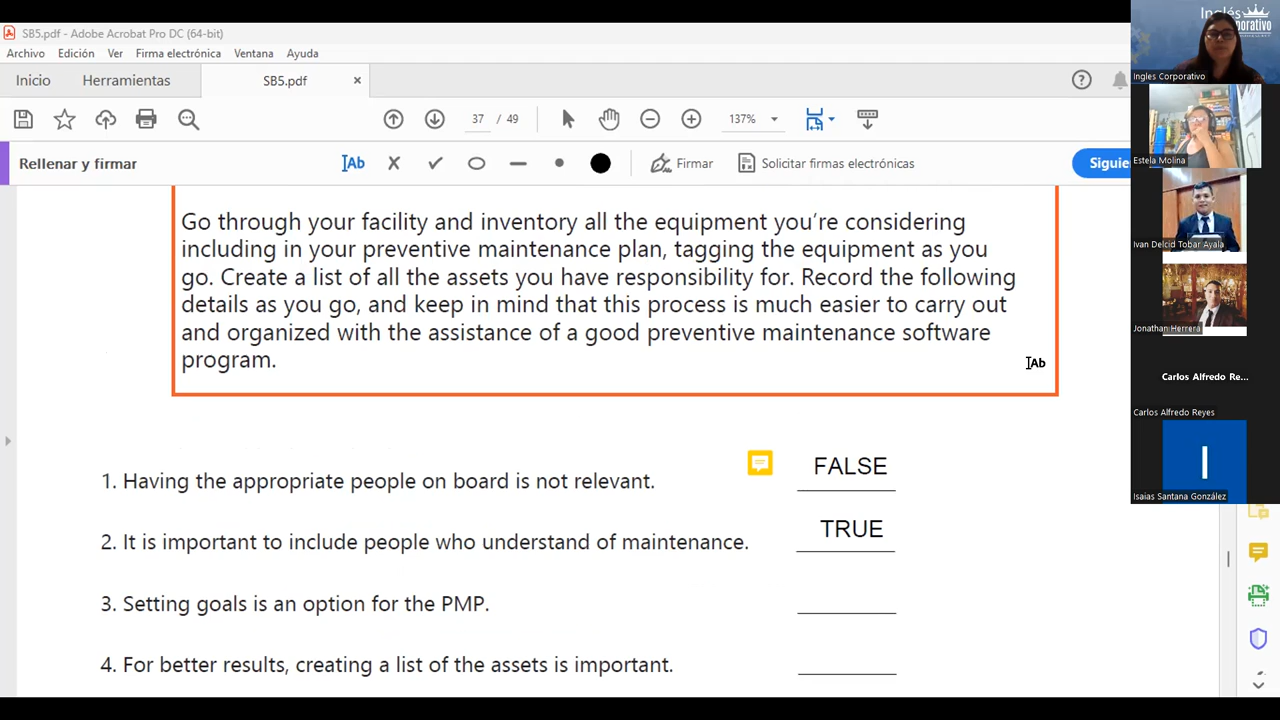 SB5.pdf - Adobe Acrobat Pro DC (64-bit)
Archivo Edición Ver Firma electrónica Ventana Ayuda
Inicio Herramientas SB5.pdf ×
37 / 49 137%
Rellenar y firmar Ab Firmar Solicitar firmas electrónicas Siguie
Go through your facility and inventory all the equipment you're considering
including in your preventive maintenance plan, tagging the equipment as you
go. Create a list of all the assets you have responsibility for. Record the following
details as you go, and keep in mind that this process is much easier to carry out
and organized with the assistance of a good preventive maintenance software
program.
Ab
1. Having the appropriate people on board is not relevant. FALSE
2. It is important to include people who understand of maintenance. TRUE
3. Setting goals is an option for the PMP.
4. For better results, creating a list of the assets is important.
Inglés
orporativo
Ingles Corporativo
Estela Molina
Ivan Delcid Tobar Ayala
Jonathan Herrera
Carlos Alfredo Re...
Carlos Alfredo Reyes
I
Isaias Santana González